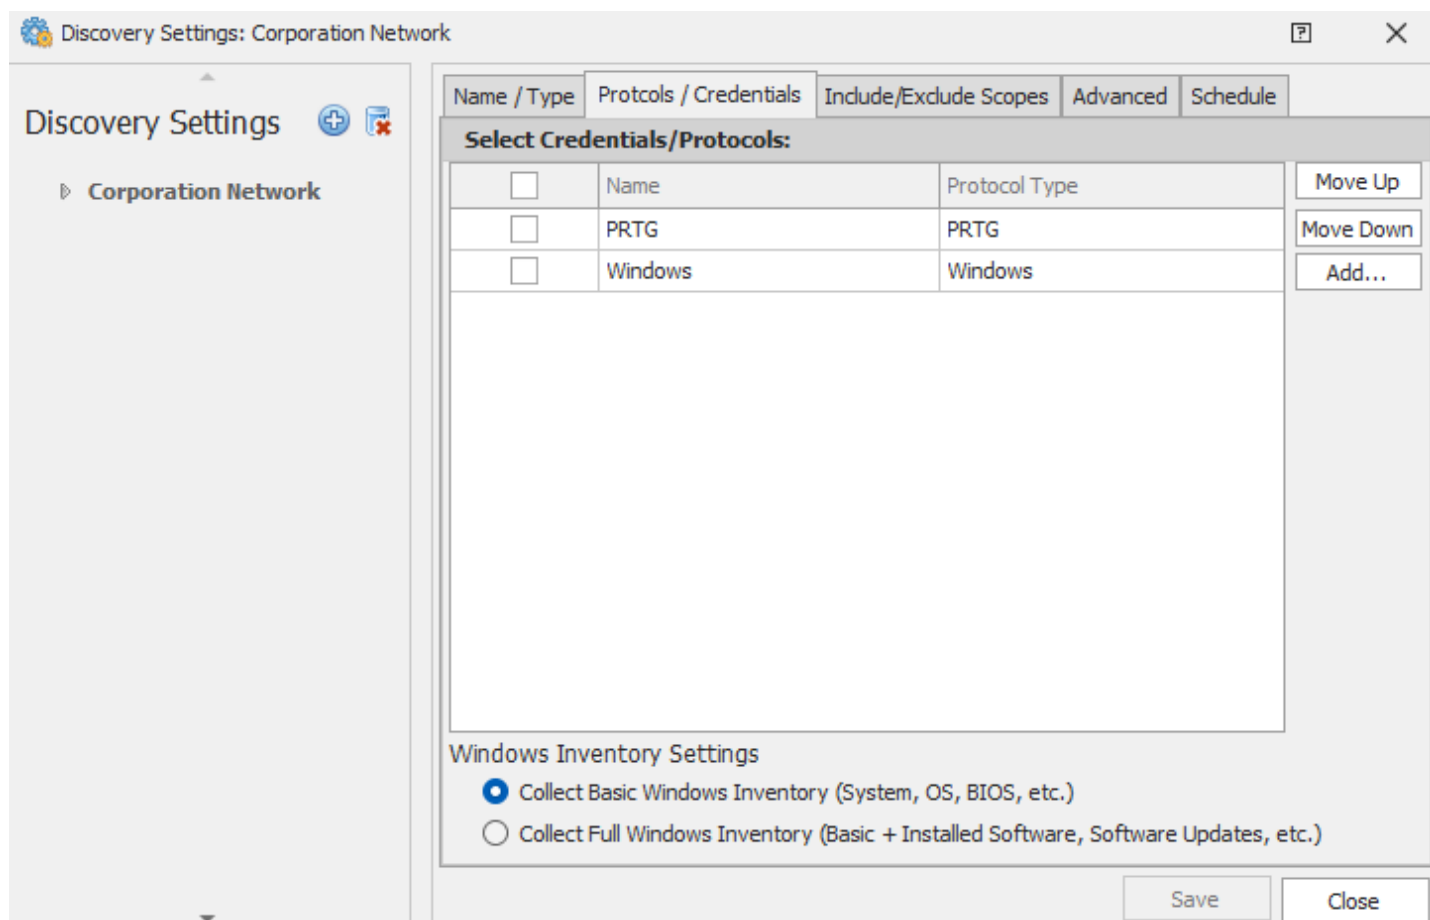 Discovery Settings: Corporation Network
Discovery Settings
Corporation Network
Name / Type Protcols / Credentials Include/Exclude Scopes Advanced Schedule
Select Credentials/Protocols:
Name Protocol Type
PRTG PRTG
Windows Windows
Move Up
Move Down
Add...
Windows Inventory Settings
Collect Basic Windows Inventory (System, OS, BIOS, etc.)
Collect Full Windows Inventory (Basic + Installed Software, Software Updates, etc.)
Save Close